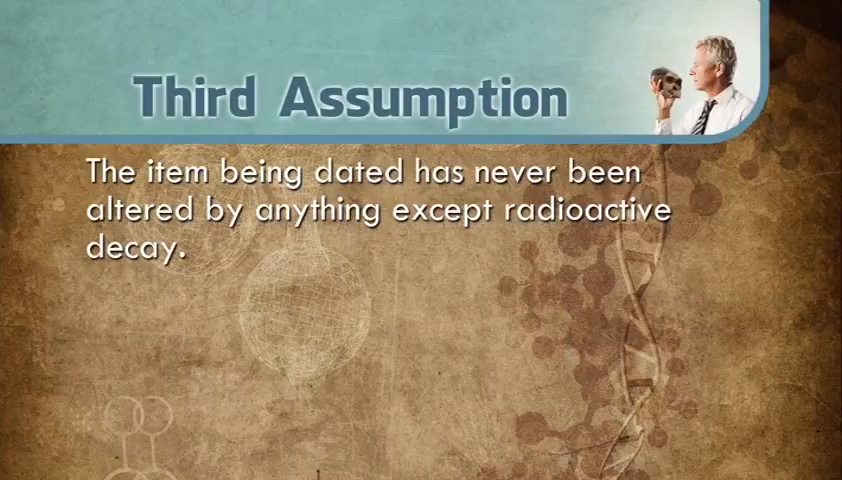 Third Assumption
The item being dated has never been
altered by anything except radioactive
decay.